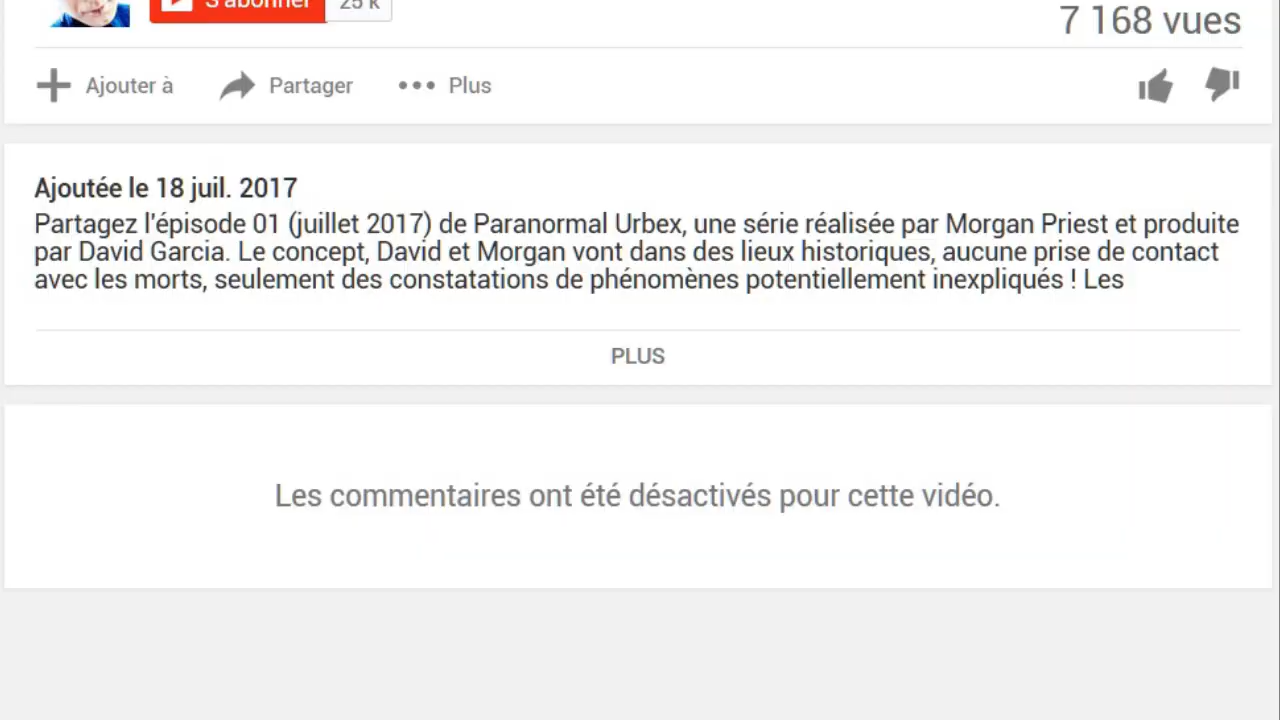 S'abonner 25 k
7 168 vues
Ajouter à Partager Plus
Ajoutée le 18 juil. 2017
Partagez l'épisode 01 (juillet 2017) de Paranormal Urbex, une série réalisée par Morgan Priest et produite
par David Garcia. Le concept, David et Morgan vont dans des lieux historiques, aucune prise de contact
avec les morts, seulement des constatations de phénomènes potentiellement inexpliqués ! Les
PLUS
Les commentaires ont été désactivés pour cette vidéo.